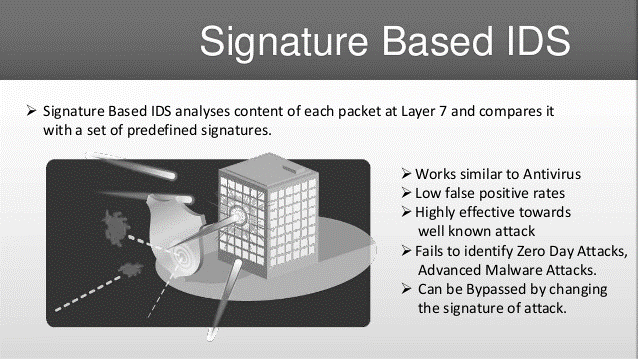 Signature Based IDS
➢ Signature Based IDS analyses content of each packet at Layer 7 and compares it
with a set of predefined signatures.
➢ Works similar to Antivirus
➢ Low false positive rates
➢ Highly effective towards
well known attack
➢ Fails to identify Zero Day Attacks,
Advanced Malware Attacks.
➢ Can be Bypassed by changing
the signature of attack.